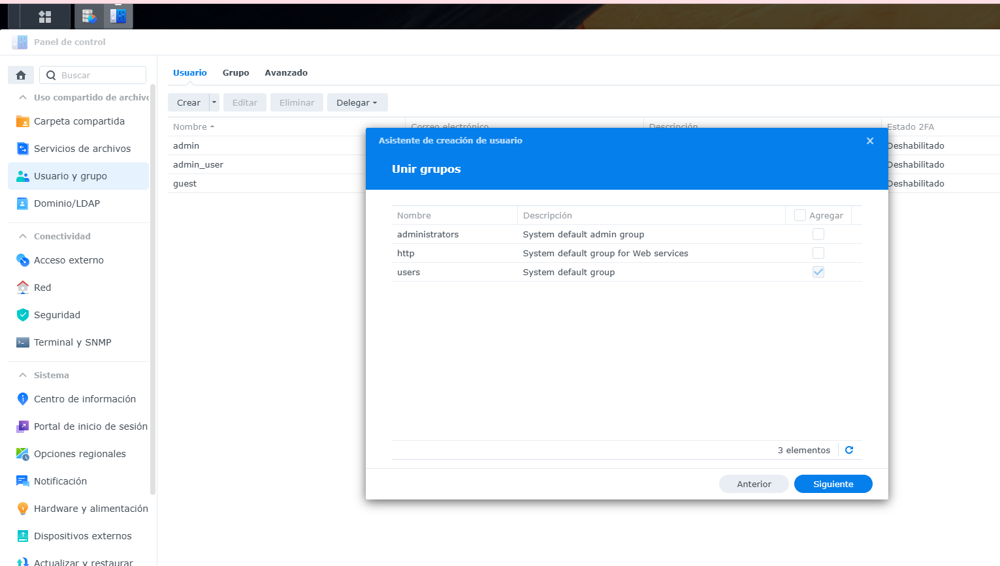 Panel de control
Buscar
Uso compartido de archivo
Carpeta compartida
Servicios de archivos
Usuario y grupo
Dominio/LDAP
Conectividad
Acceso externo
Red
Seguridad
Terminal y SNMP
Sistema
Centro de información
Portal de inicio de sesión
Opciones regionales
Notificación
Hardware y alimentación
Dispositivos externos
Actualizar y restaurar
Usuario Grupo Avanzado
Crear Editar Eliminar Delegar
Nombre Correo electrónico Descripción Estado 2FA
admin Deshabilitado
admin_user Deshabilitado
guest Deshabilitado
Asistente de creación de usuario
Unir grupos
Nombre Descripción Agregar
administrators System default admin group
http System default group for Web services
users System default group
3 elementos
Anterior Siguiente